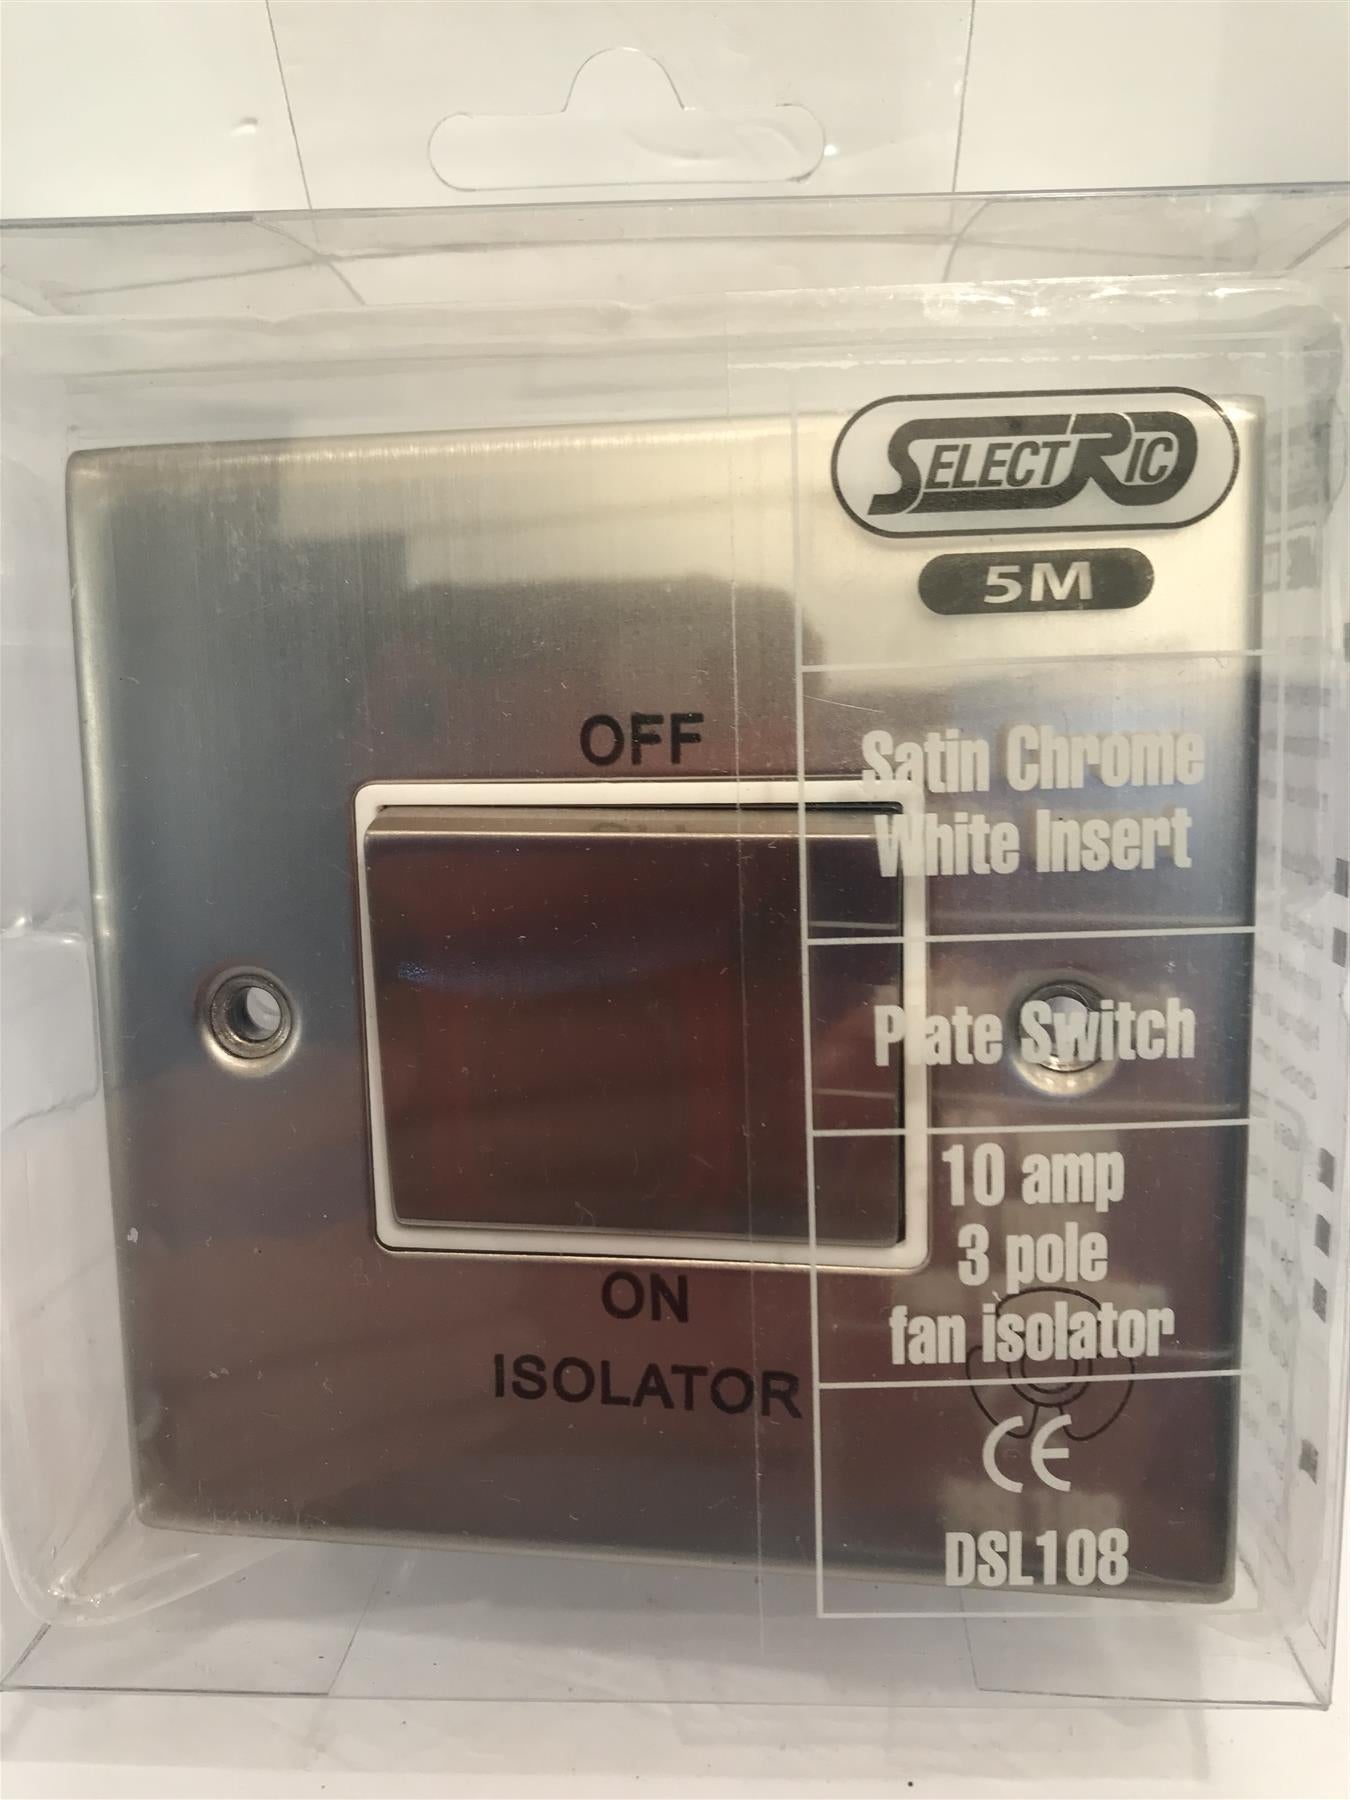 SELECTRIC
5M
OFF
Satin Chrome
White Insert
Plate Switch
10 amp
3 pole
fan isolator
ON
ISOLATOR
CE
DSL108